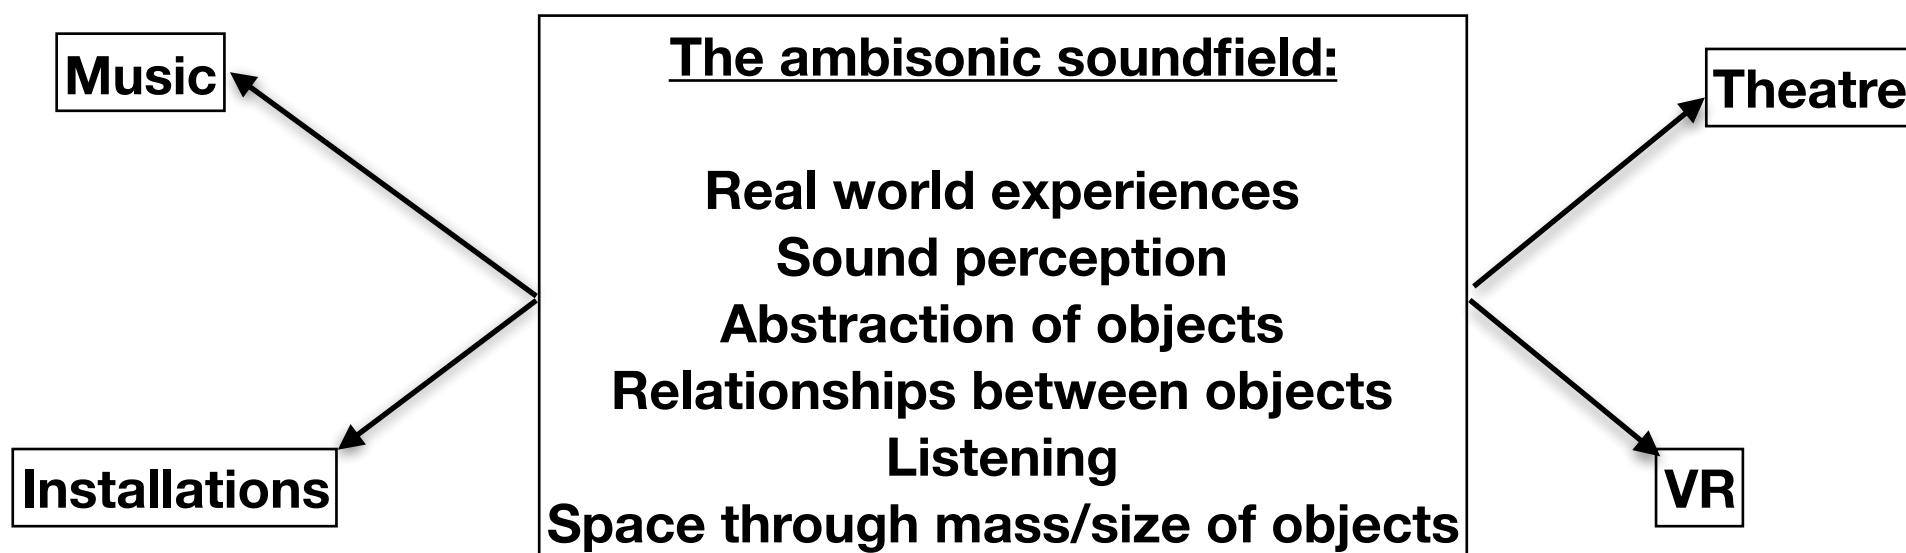 Music
Installations
The ambisonic soundfield:
Real world experiences
Sound perception
Abstraction of objects
Relationships between objects
Listening
Space through mass/size of objects
Theatre
VR